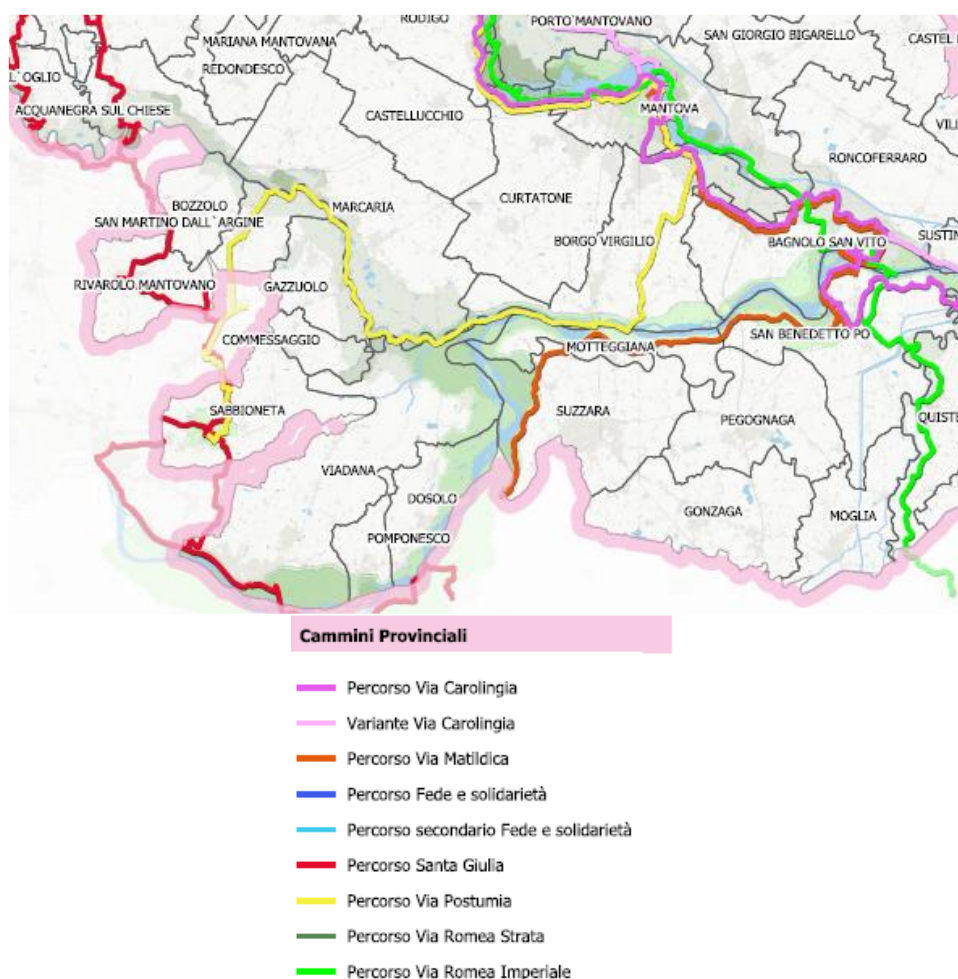 RODIGO
PORTO MANTOVANO
MARIANA MANTOVANA
SAN GIORGIO BIGARELLO
CASTEL
REDONDESCO
L'OGLIO
ACQUANEGRA SUL CHIESE
CASTELLUCCHIO
MANTOVA
VIL
RONCOFERRARO
CURTATONE
BOZZOLO
MARCARIA
SAN MARTINO DALL'ARGINE
BORGO VIRGILIO
BAGNOLO SAN VITO
SUSTIN
RIVAROLO MANTOVANO
GAZZUOLO
COMMESSAGGIO
MOTTEGGIANA
SAN BENEDETTO PO
SABBIONETA
SUZZARA
PEGOGNAGA
QUISTE
VIADANA
DOSOLO
GONZAGA
MOGLIA
POMPONESCO
Cammini Provinciali
Percorso Via Carolingia
Variante Via Carolingia
Percorso Via Matildica
Percorso Fede e solidarietà
Percorso secondario Fede e solidarietà
Percorso Santa Giulia
Percorso Via Postumia
Percorso Via Romea Strata
Percorso Via Romea Imperiale